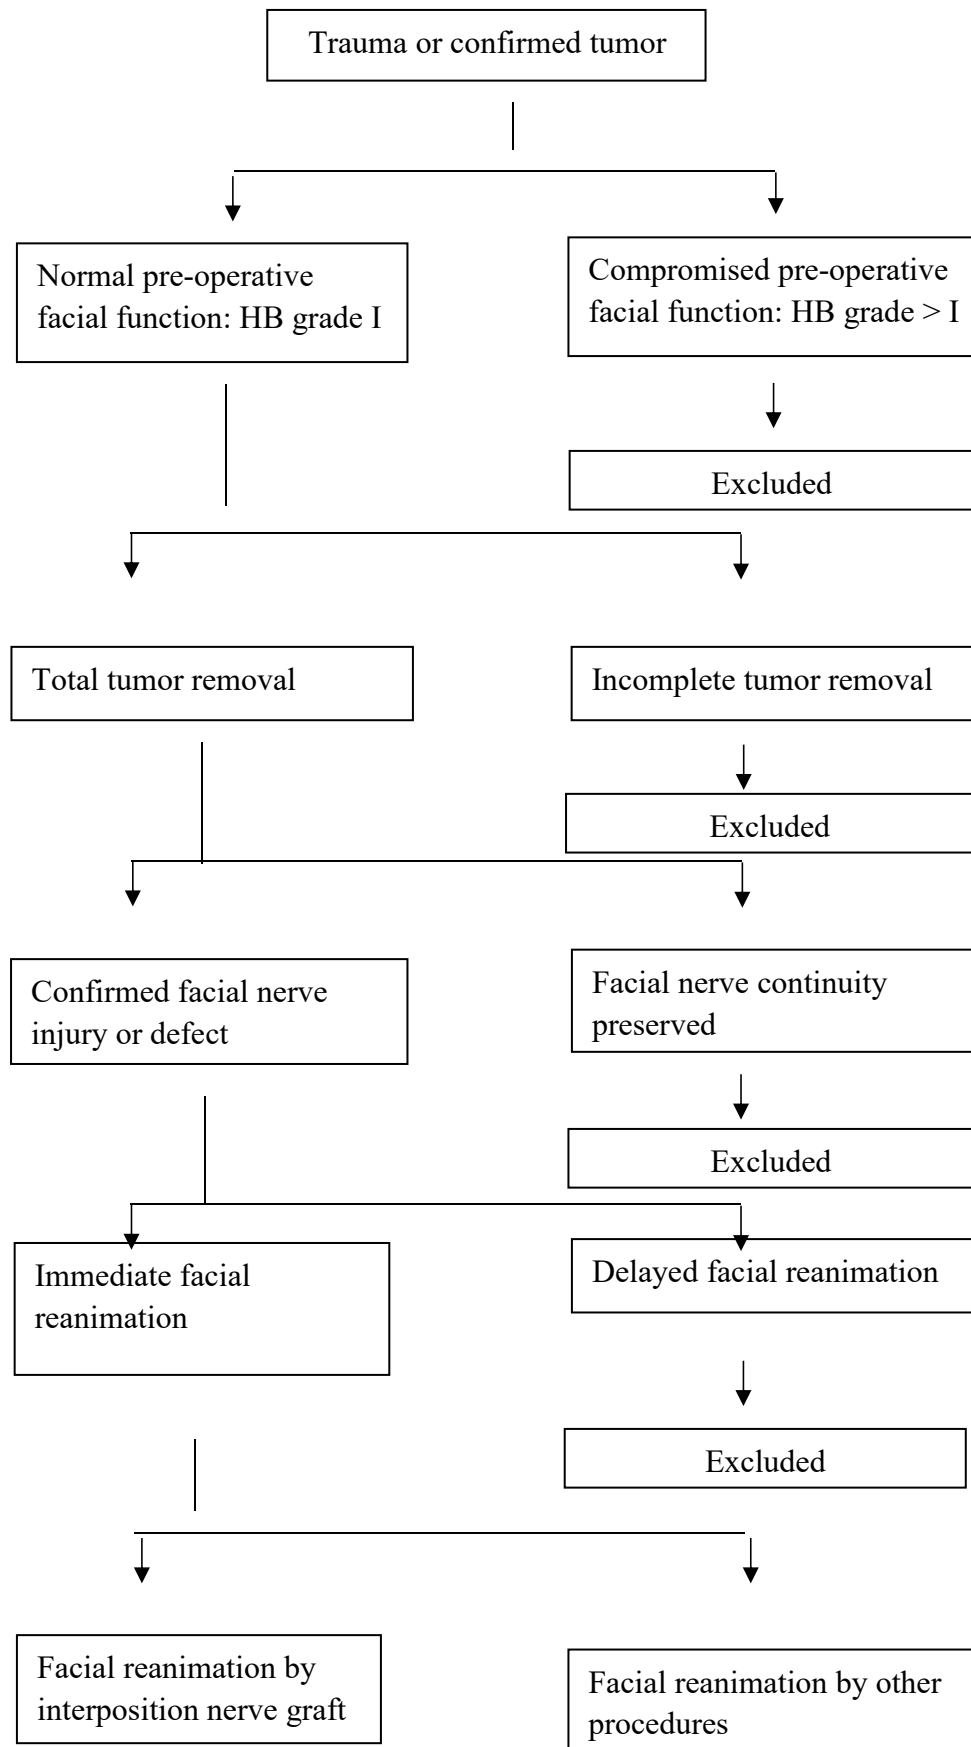 Trauma or confirmed tumor
Normal pre-operative
facial function: HB grade I
Compromised pre-operative
facial function: HB grade > I
Excluded
Total tumor removal
Incomplete tumor removal
Excluded
Confirmed facial nerve
injury or defect
Facial nerve continuity
preserved
Excluded
Immediate facial
reanimation
Delayed facial reanimation
Excluded
Facial reanimation by
interposition nerve graft
Facial reanimation by other
procedures